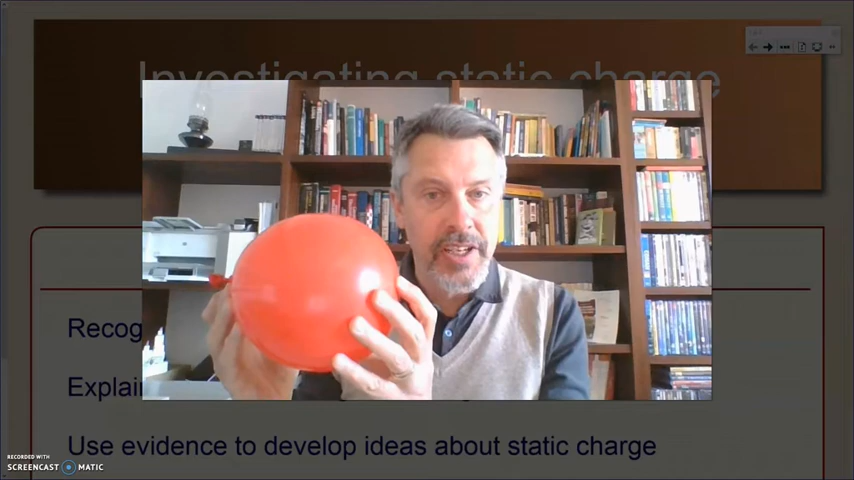 Investigating static charge
Recog
Explai
Use evidence to develop ideas about static charge
RECORDED WITH
SCREENCAST MATIC